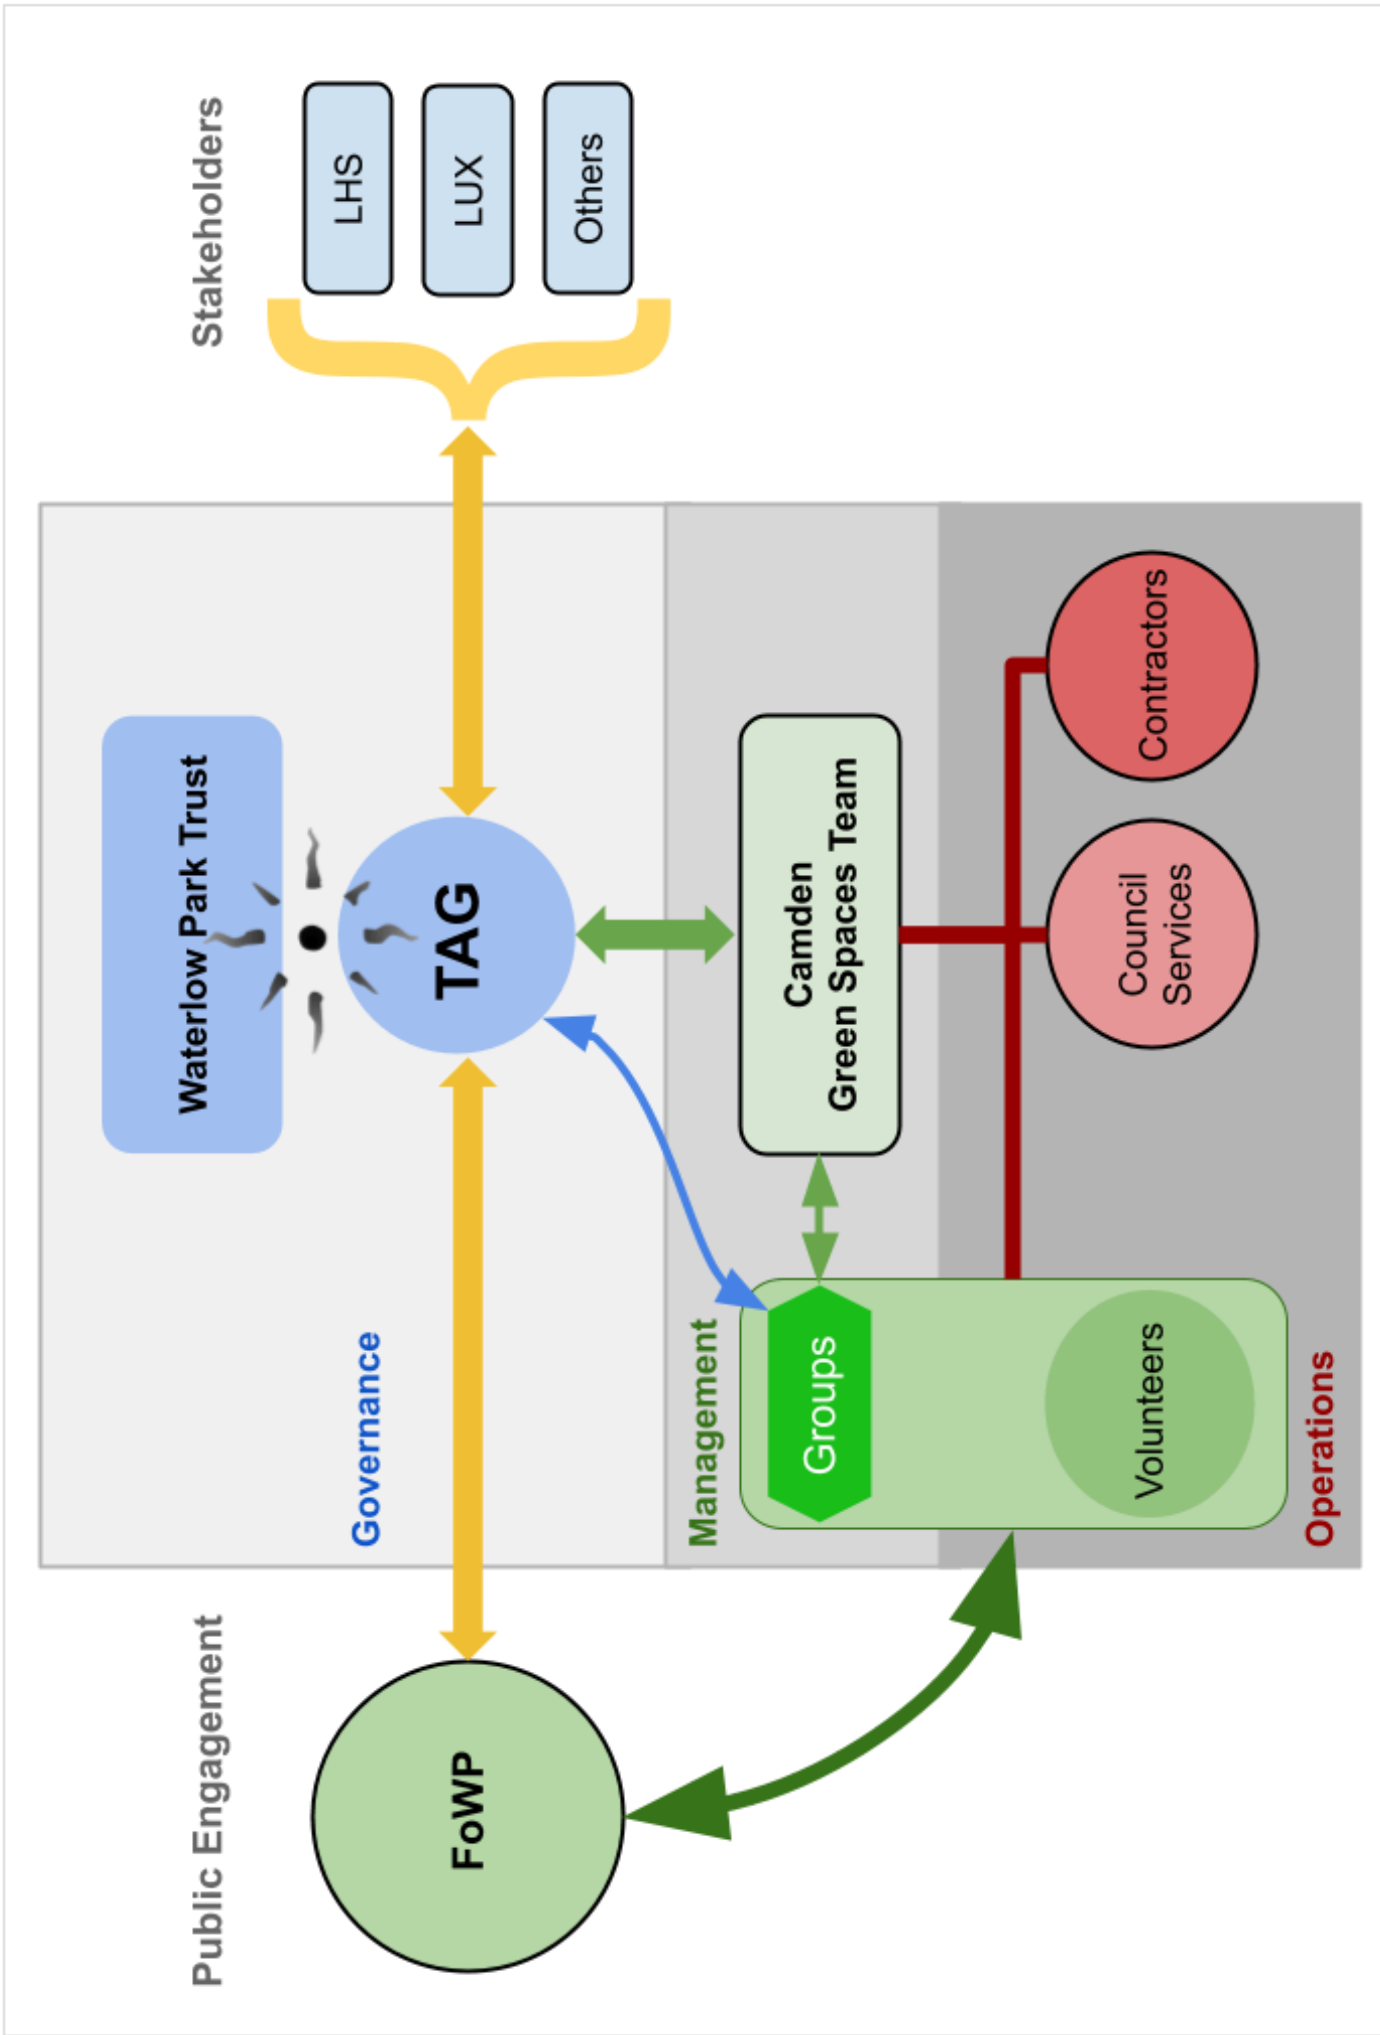 Public Engagement
Stakeholders
Waterlow Park Trust
TAG
Governance
FoWP
LHS
LUX
Others
Management
Groups
Camden
Green Spaces Team
Volunteers
Council
Services
Contractors
Operations